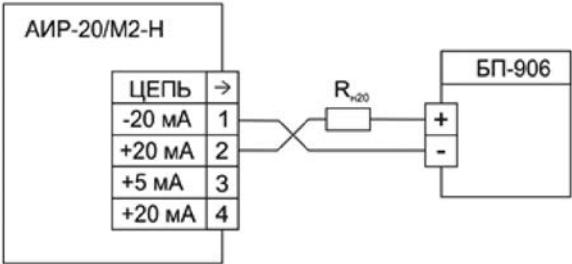 АИР-20/М2-Н
БП-906
ЦЕПЬ →
Rн20
-20 мА 1
+
+20 мА 2
-
+5 мА 3
+20 мА 4